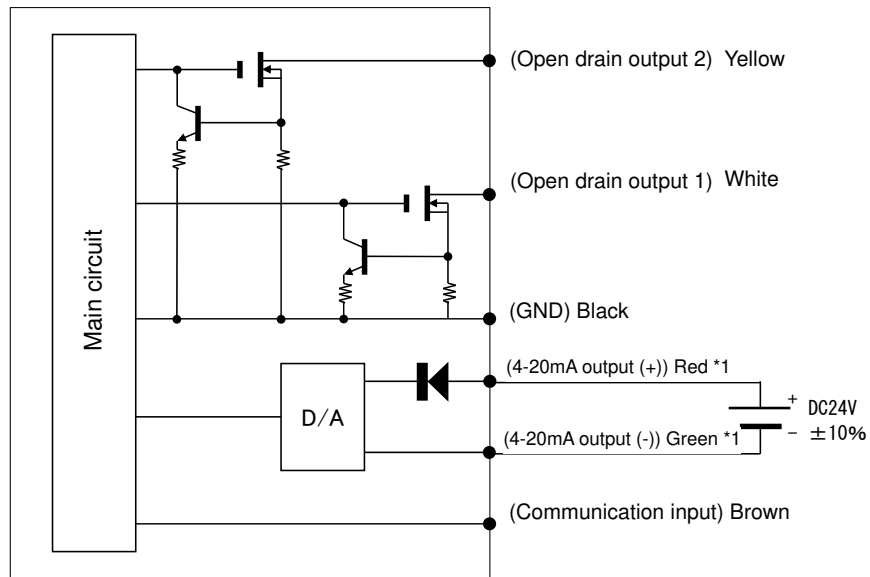 (Open drain output 2) Yellow
(Open drain output 1) White
Main circuit
(GND) Black
(4-20mA output (+)) Red *1
D/A
+ DC24V
− ±10%
(4-20mA output (-)) Green *1
(Communication input) Brown